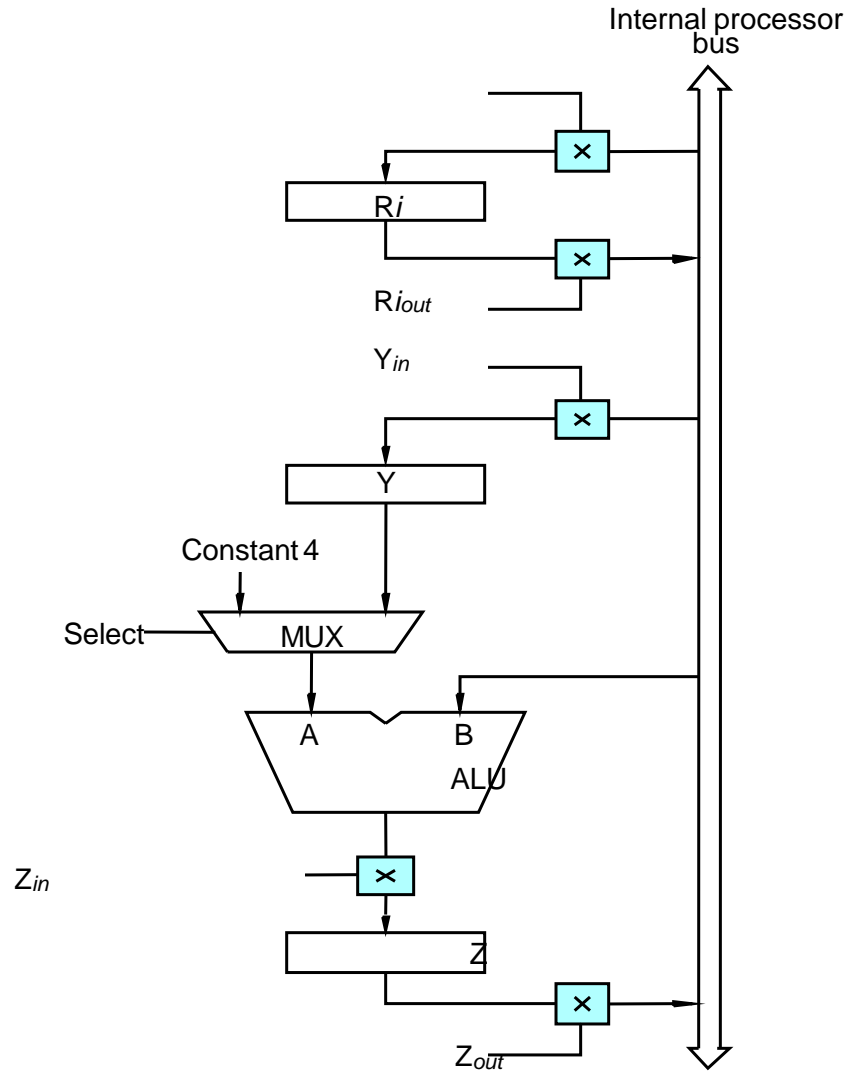 Internal processor
bus
Ri
Riout
Yin
Y
Constant 4
Select
MUX
A
B
ALU
Zin
Z
Zout